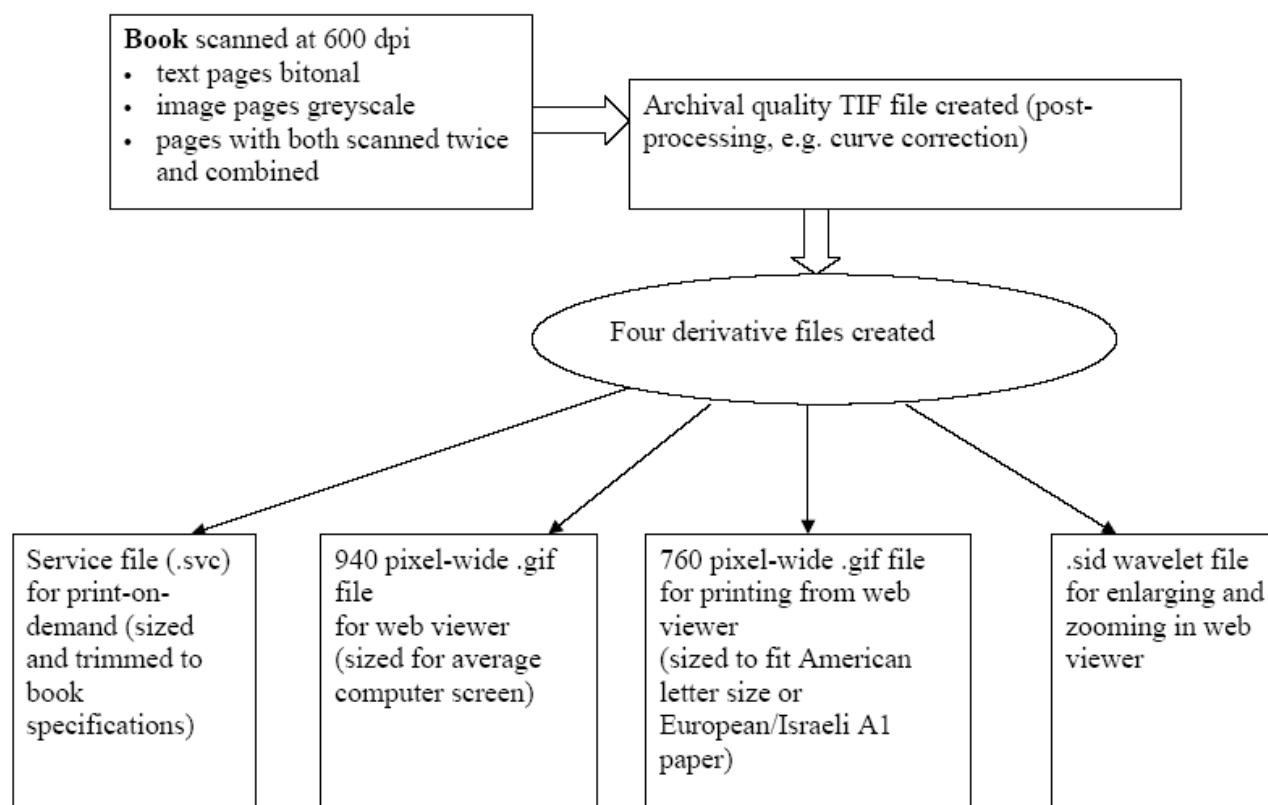 Book scanned at 600 dpi
• text pages bitonal
• image pages greyscale
• pages with both scanned twice
and combined
Archival quality TIF file created (post-
processing, e.g. curve correction)
Four derivative files created
Service file (.svc)
for print-on-
demand (sized
and trimmed to
book
specifications)
940 pixel-wide .gif
file
for web viewer
(sized for average
computer screen)
760 pixel-wide .gif file
for printing from web
viewer
(sized to fit American
letter size or
European/Israeli A1
paper)
.sid wavelet file
for enlarging and
zooming in web
viewer